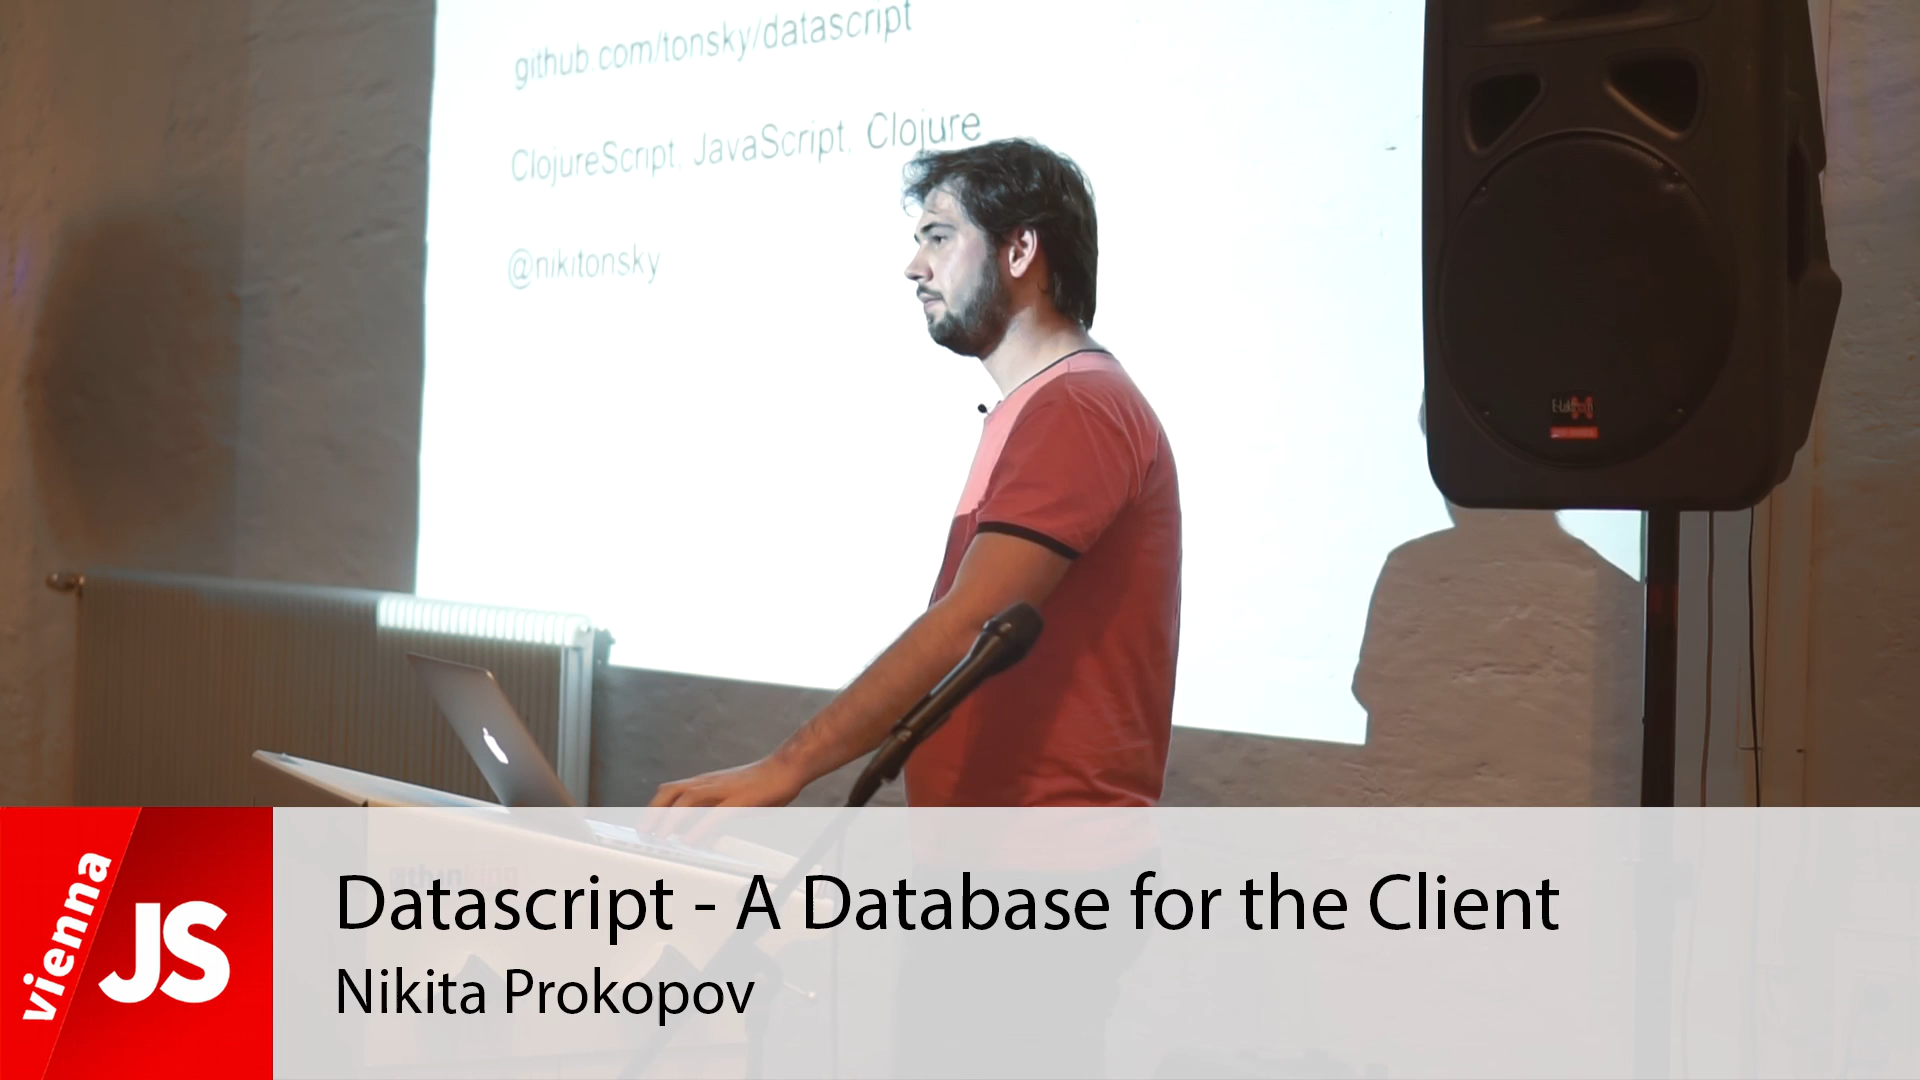 github.com/tonsky/datascript
ClojureScript, JavaScript, Clojure
@nikitonsky
vienna
JS
Datascript - A Database for the Client
Nikita Prokopov